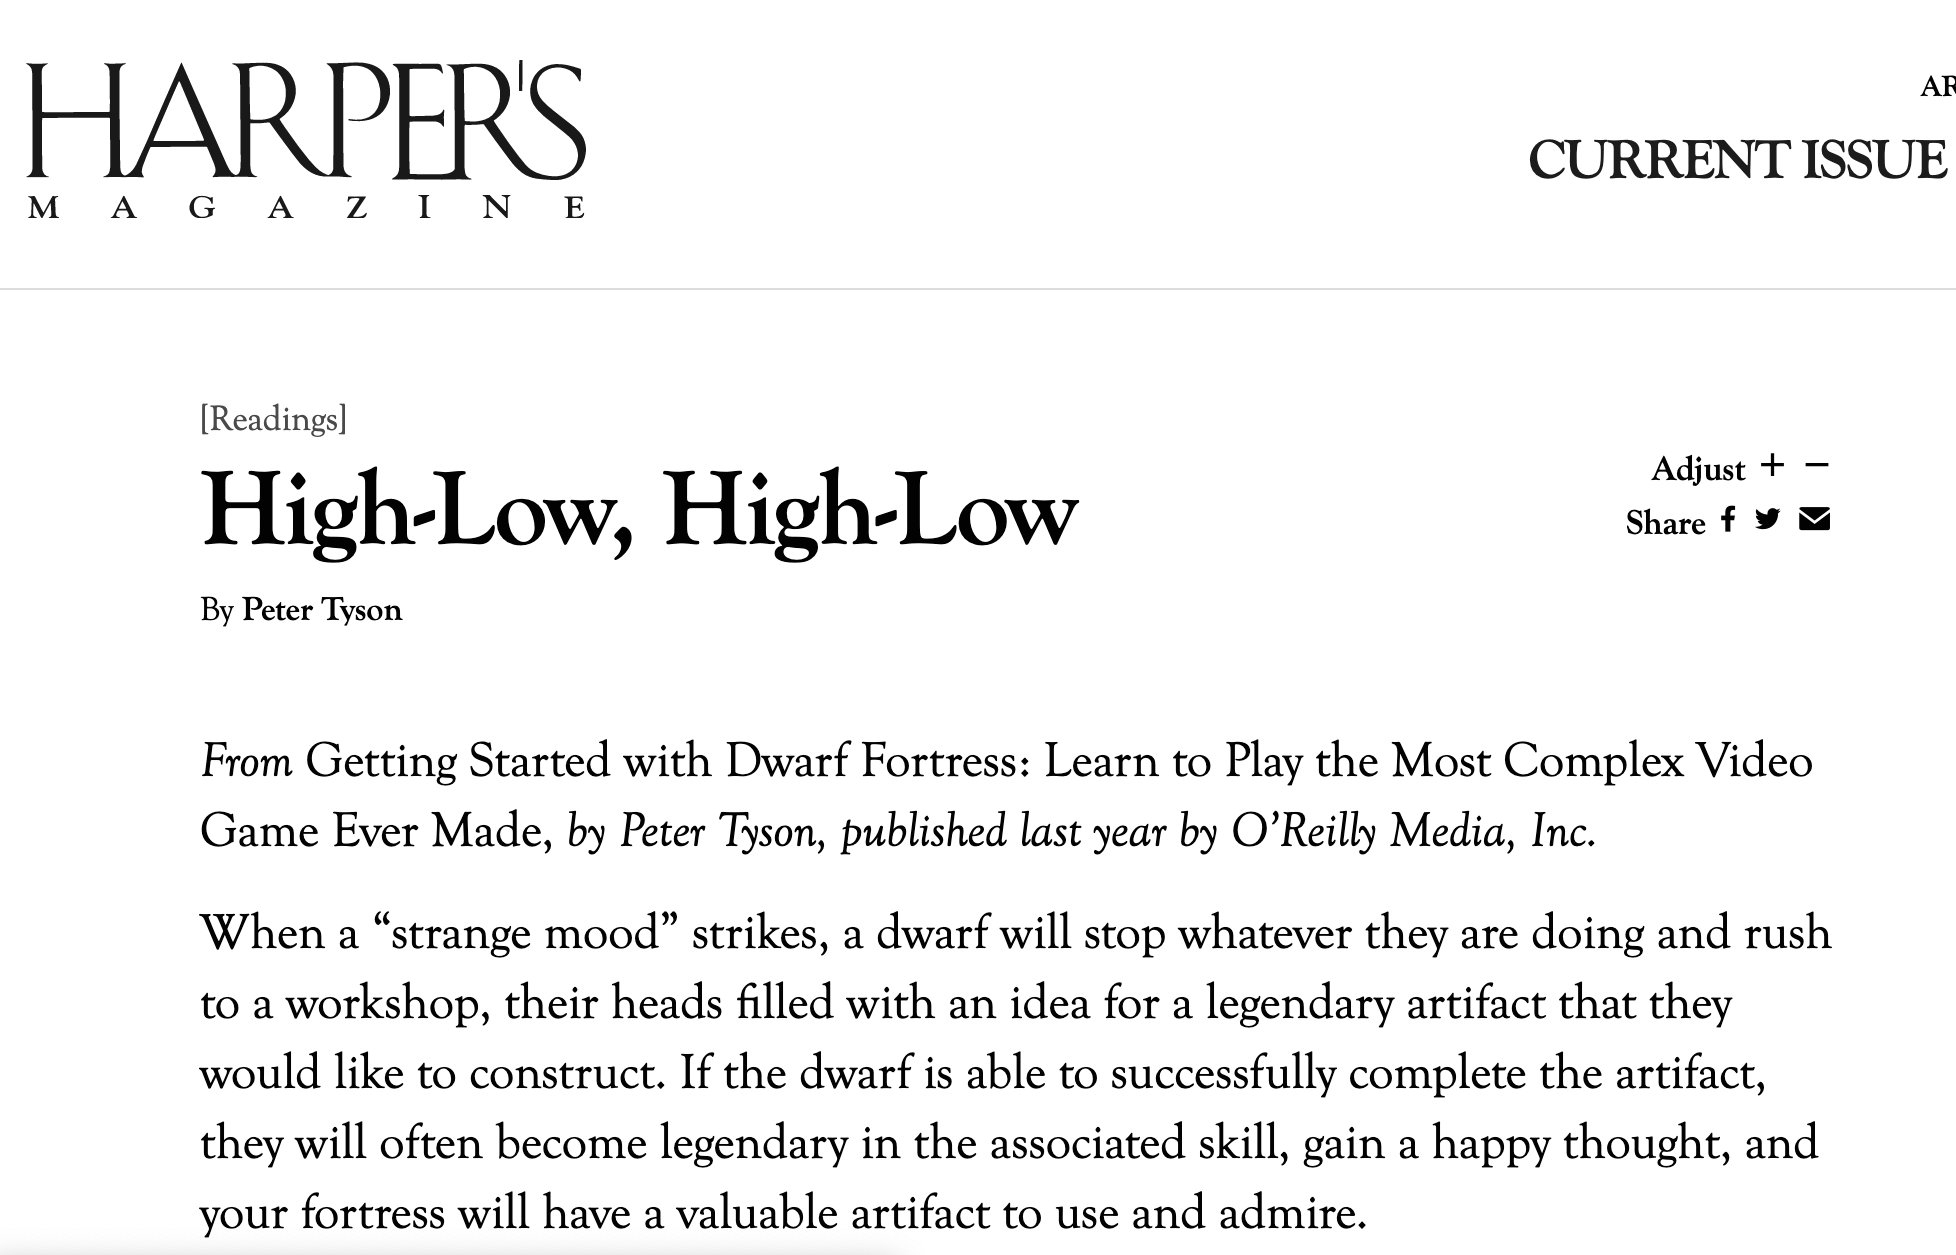 HARPER'S
MAGAZINE
AR
CURRENT ISSUE
[Readings]
High-Low, High-Low
Adjust + −
Share
By Peter Tyson
From Getting Started with Dwarf Fortress: Learn to Play the Most Complex Video
Game Ever Made, by Peter Tyson, published last year by O’Reilly Media, Inc.
When a “strange mood” strikes, a dwarf will stop whatever they are doing and rush
to a workshop, their heads filled with an idea for a legendary artifact that they
would like to construct. If the dwarf is able to successfully complete the artifact,
they will often become legendary in the associated skill, gain a happy thought, and
your fortress will have a valuable artifact to use and admire.